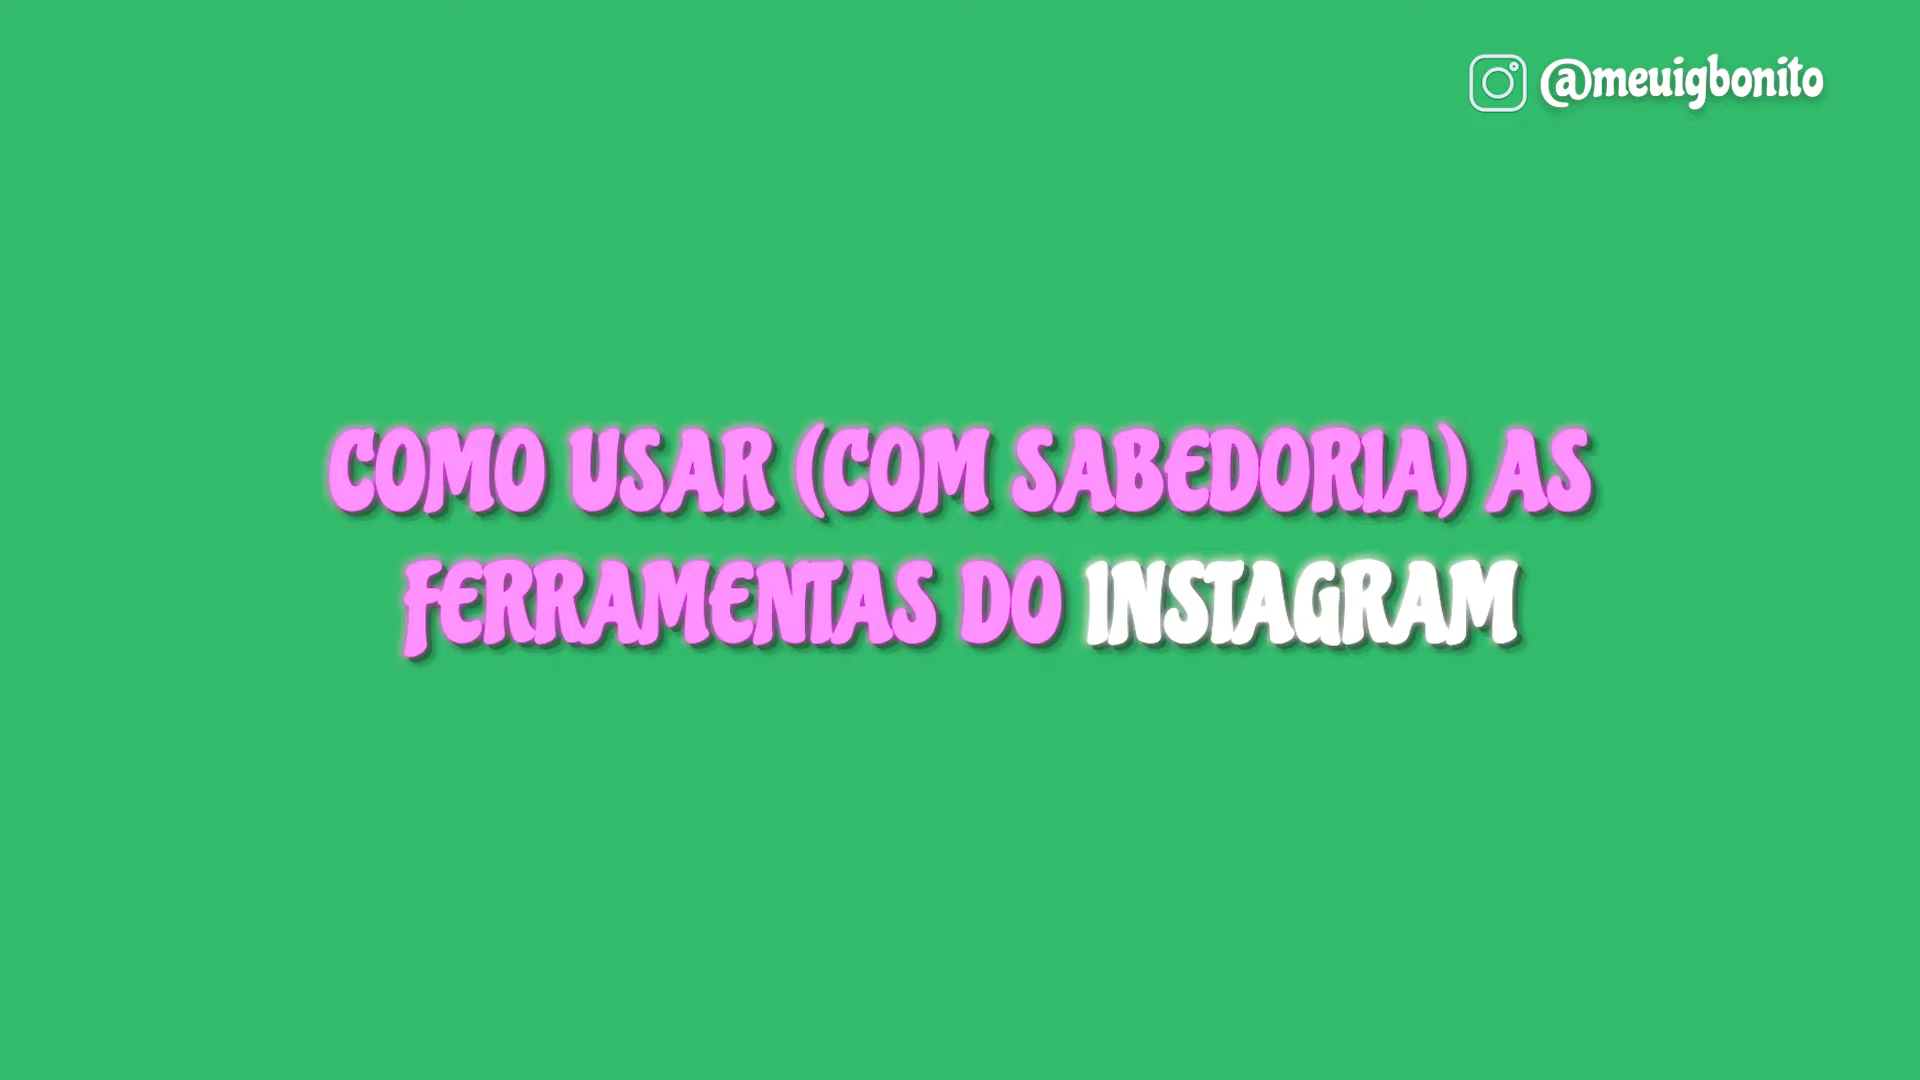 @meuigbonito
COMO USAR (COM SABEDORIA) AS
FERRAMENTAS DO INSTAGRAM